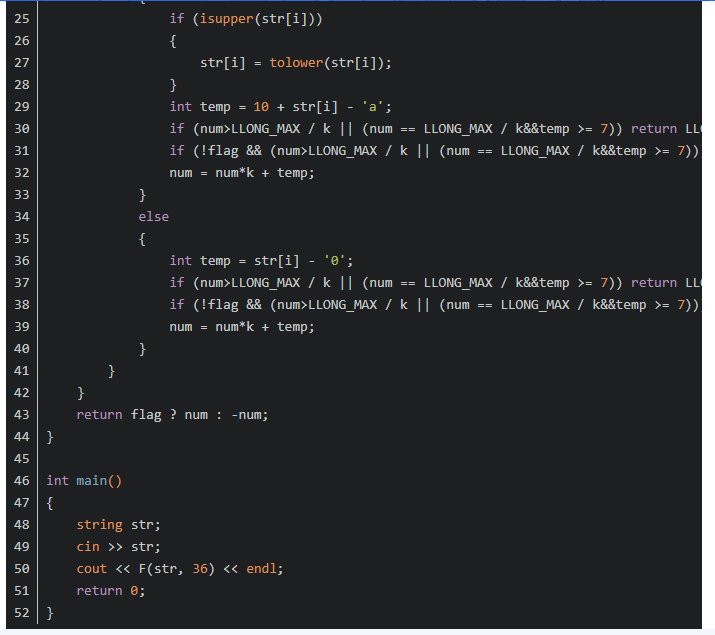 25 if (isupper(str[i]))
26 {
27 str[i] = tolower(str[i]);
28 }
29 int temp = 10 + str[i] - 'a';
30 if (num>LLONG_MAX / k || (num == LLONG_MAX / k&&temp >= 7)) return LL
31 if (!flag && (num>LLONG_MAX / k || (num == LLONG_MAX / k&&temp >= 7))
32 num = num*k + temp;
33 }
34 else
35 {
36 int temp = str[i] - '0';
37 if (num>LLONG_MAX / k || (num == LLONG_MAX / k&&temp >= 7)) return LL
38 if (!flag && (num>LLONG_MAX / k || (num == LLONG_MAX / k&&temp >= 7))
39 num = num*k + temp;
40 }
41 }
42 }
43 return flag ? num : -num;
44 }
45
46 int main()
47 {
48 string str;
49 cin >> str;
50 cout << F(str, 36) << endl;
51 return 0;
52 }